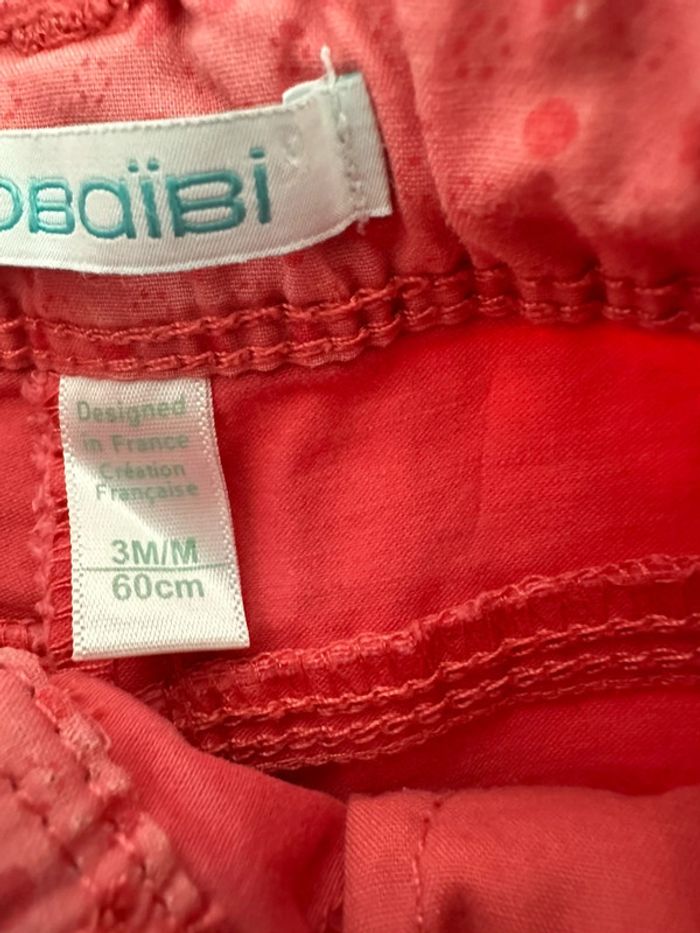 obaïbi
Designed
in France
Création
Française
3M/M
60cm